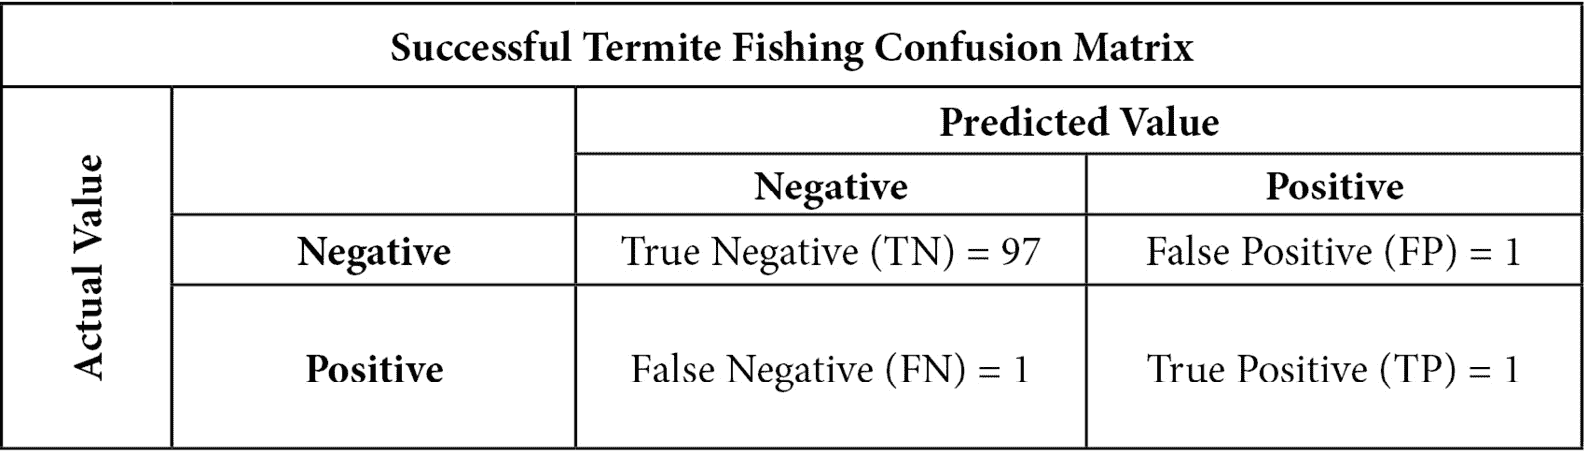 Successful Termite Fishing Confusion Matrix
Actual Value
Predicted Value
Negative Positive
Negative True Negative (TN) = 97 False Positive (FP) = 1
Positive False Negative (FN) = 1 True Positive (TP) = 1